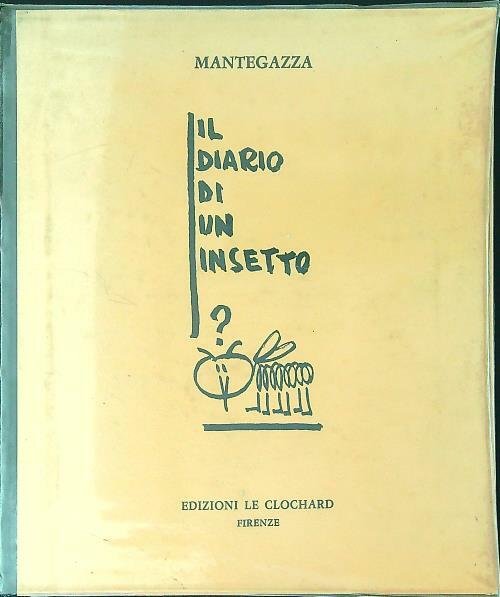 MANTEGAZZA
IL
DIARIO
DI
UN
INSETTO
?
EDIZIONI LE CLOCHARD
FIRENZE